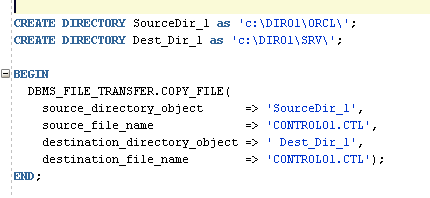 CREATE DIRECTORY SourceDir_1 as 'c:\DIR01\ORCL\';
CREATE DIRECTORY Dest_Dir_1 as 'c:\DIR01\SRV\';
BEGIN
DBMS_FILE_TRANSFER.COPY_FILE(
source_directory_object => 'SourceDir_1',
source_file_name => 'CONTROL01.CTL',
destination_directory_object => ' Dest_Dir_1',
destination_file_name => 'CONTROL01.CTL');
END;